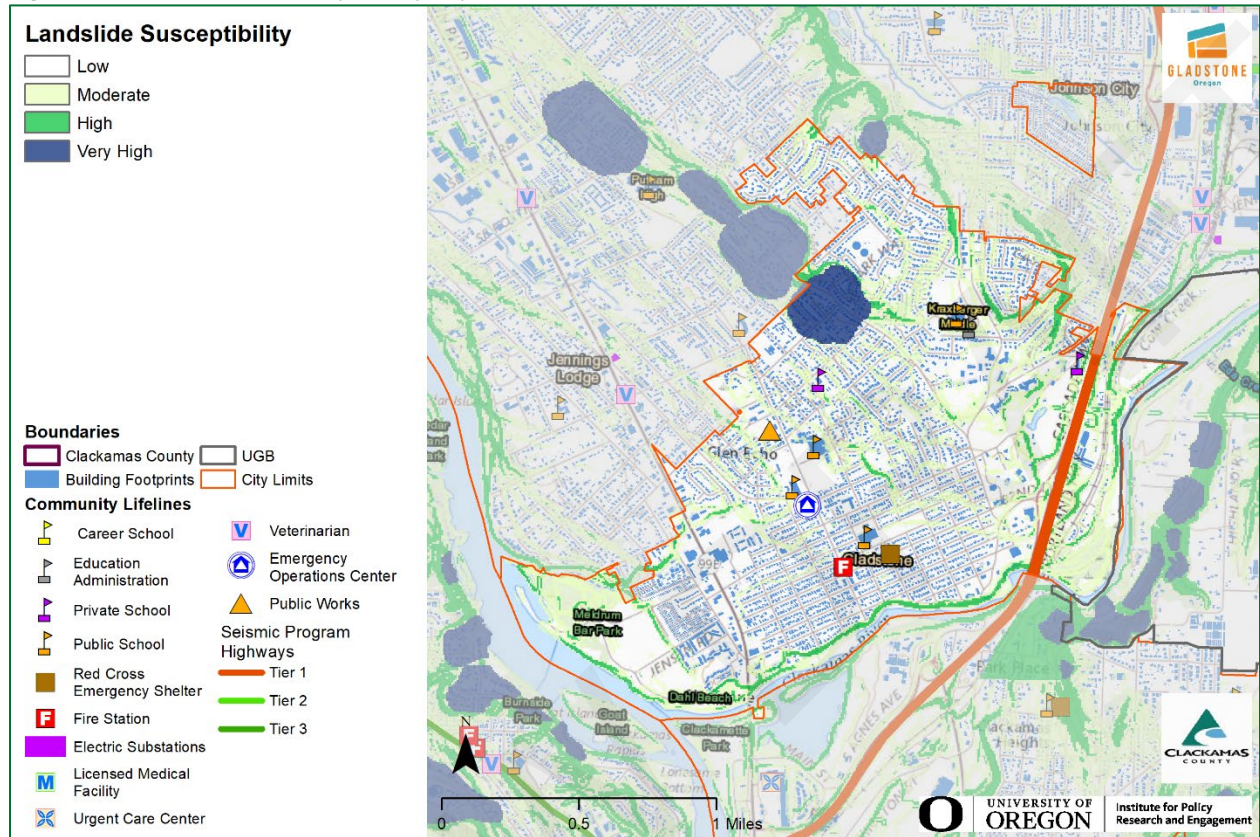 Landslide Susceptibility
Low
Moderate
High
Very High
Boundaries
Clackamas County
UGB
Building Footprints
City Limits
Community Lifelines
Career School
Education
Administration
Private School
Public School
Red Cross
Emergency Shelter
F
Fire Station
Electric Substations
M
Licensed Medical
Facility
Urgent Care Center
V
Veterinarian
Emergency
Operations Center
Public Works
Seismic Program
Highways
Tier 1
Tier 2
Tier 3
GLADSTONE
Oregon
Johnson City
Putnam
High
V
V
V
Kraxberger
Middle
Jennings
Lodge
V
Glen Echo
99E
Gladstone
F
Meldrum
Bar Park
Dahl Beach
Park Place
Burnside
Park
Goat
Island
Clackamette
Park
V
N
0
0.5
1 Miles
CLACKAMAS
COUNTY
O
UNIVERSITY OF
OREGON
Institute for Policy
Research and Engagement